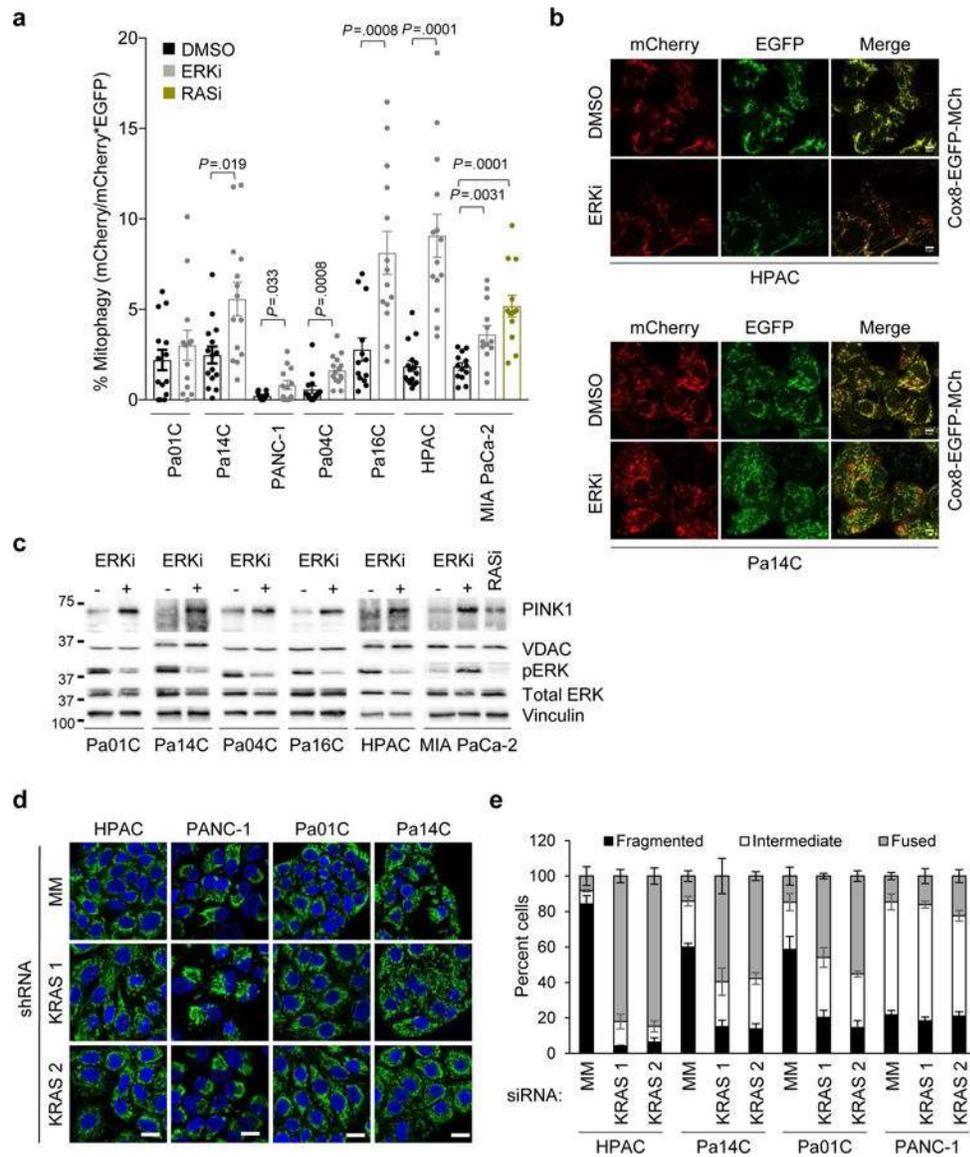 a
% Mitophagy (mCherry/mCherry*EGFP)
20
15
10
5
0
DMSO
ERKi
RASi
P=.019
P=.033
P=.0008
P=.0008
P=.0001
P=.0001
P=.0031
Pa01C
Pa14C
PANC-1
Pa04C
Pa16C
HPAC
MIA PaCa-2
b
mCherry EGFP Merge
DMSO
ERKi
Cox8-EGFP-MCh
HPAC
mCherry EGFP Merge
DMSO
ERKi
Cox8-EGFP-MCh
Pa14C
c
ERKi ERKi ERKi ERKi ERKi ERKi RASi
- + - + - + - + - + - +
75
37
37
37
100
PINK1
VDAC
pERK
Total ERK
Vinculin
Pa01C Pa14C Pa04C Pa16C HPAC MIA PaCa-2
d
HPAC PANC-1 Pa01C Pa14C
shRNA
MM
KRAS 1
KRAS 2
e
Fragmented Intermediate Fused
Percent cells
120
100
80
60
40
20
0
siRNA:
MM
KRAS 1
KRAS 2
MM
KRAS 1
KRAS 2
MM
KRAS 1
KRAS 2
MM
KRAS 1
KRAS 2
HPAC Pa14C Pa01C PANC-1